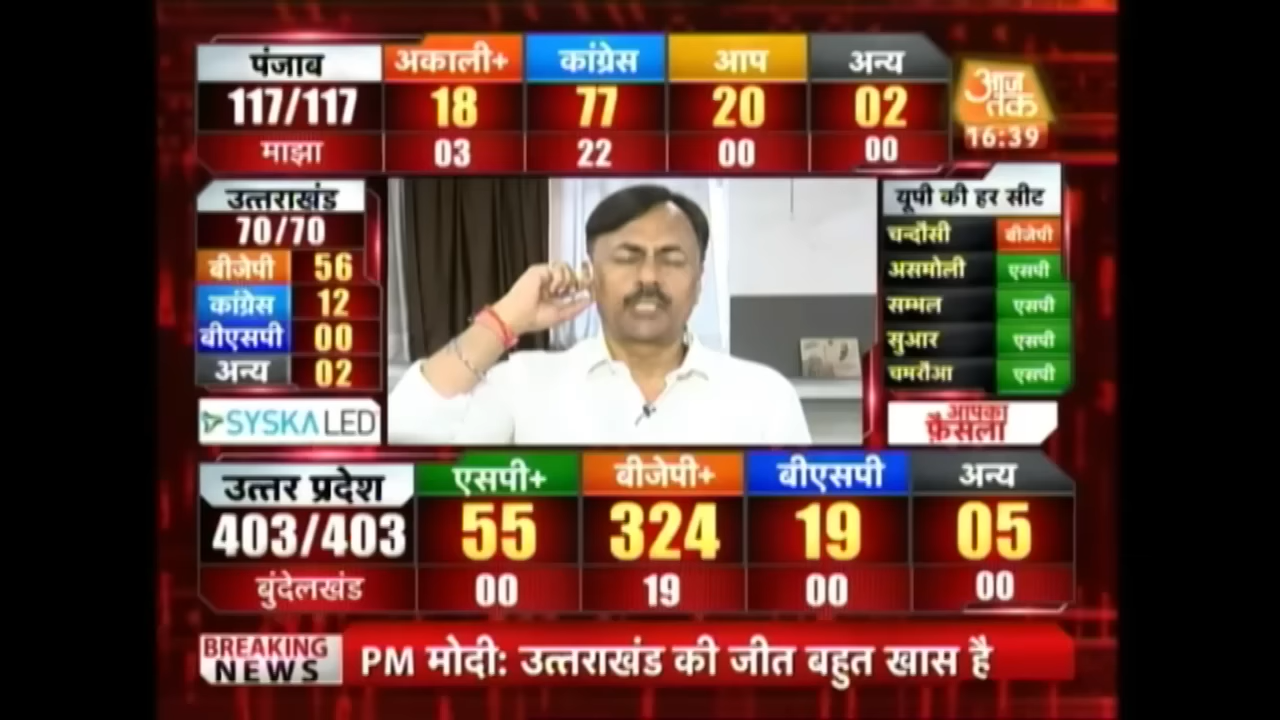 पंजाब अकाली+ कांग्रेस आप अन्य
117/117 18 77 20 02
माझा 03 22 00 00
आज तक
16:39
उत्तराखंड
70/70
बीजेपी 56
कांग्रेस 12
बीएसपी 00
अन्य 02
SYSKA LED
यूपी की हर सीट
चन्दौसी बीजेपी
असमोली एसपी
सम्भल एसपी
सुआर एसपी
चमरौआ एसपी
आपका
फ़ैसला
उत्तर प्रदेश एसपी+ बीजेपी+ बीएसपी अन्य
403/403 55 324 19 05
बुंदेलखंड 00 19 00 00
BREAKING
NEWS
PM मोदी: उत्तराखंड की जीत बहुत खास है